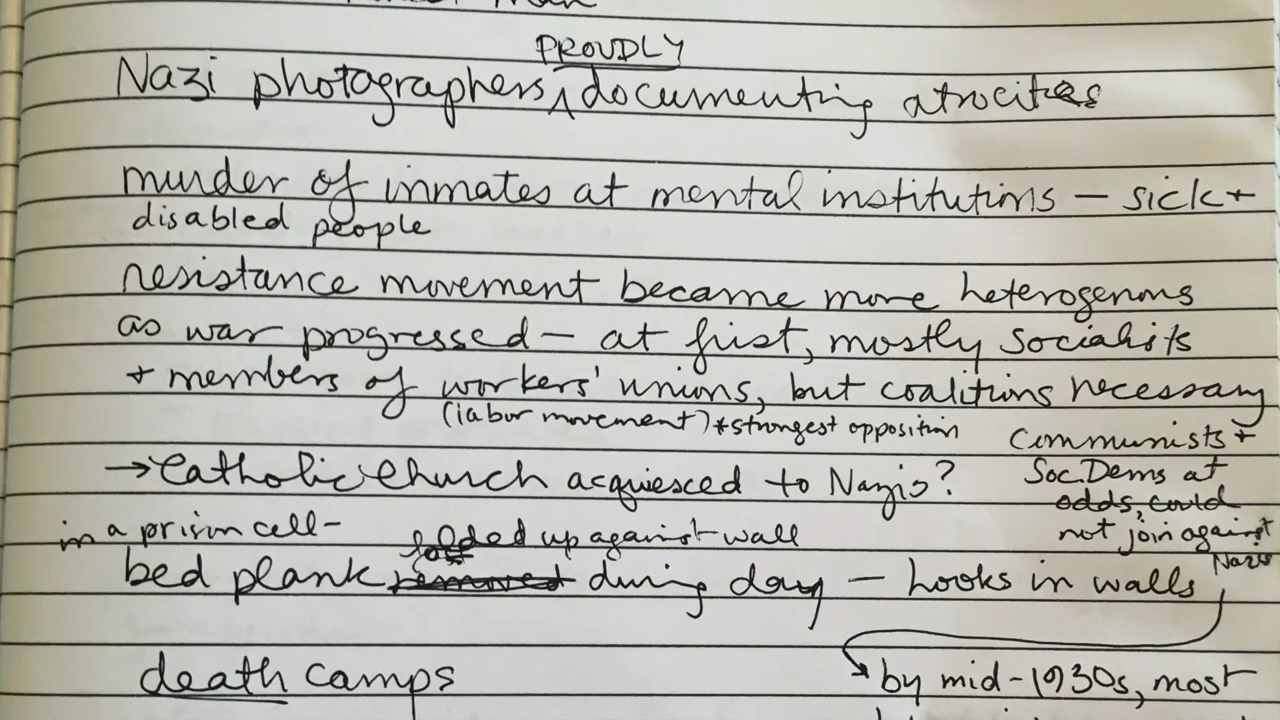 PROUDLY
Nazi photographers ^ documenting atrocities
murder of inmates at mental institutions — sick +
disabled people
resistance movement became more heterogenous
as war progressed — at first, mostly Socialists
+ members of workers' unions, but coalitions necessary
(labor movement) *strongest opposition
→ Catholic Church acquiesced to Nazis?
Communists +
Soc. Dems at
odds, could
not join against
Nazis
in a prison cell –
folded up against wall
bed plank removed during day — hooks in walls
death camps
by mid-1930s, most